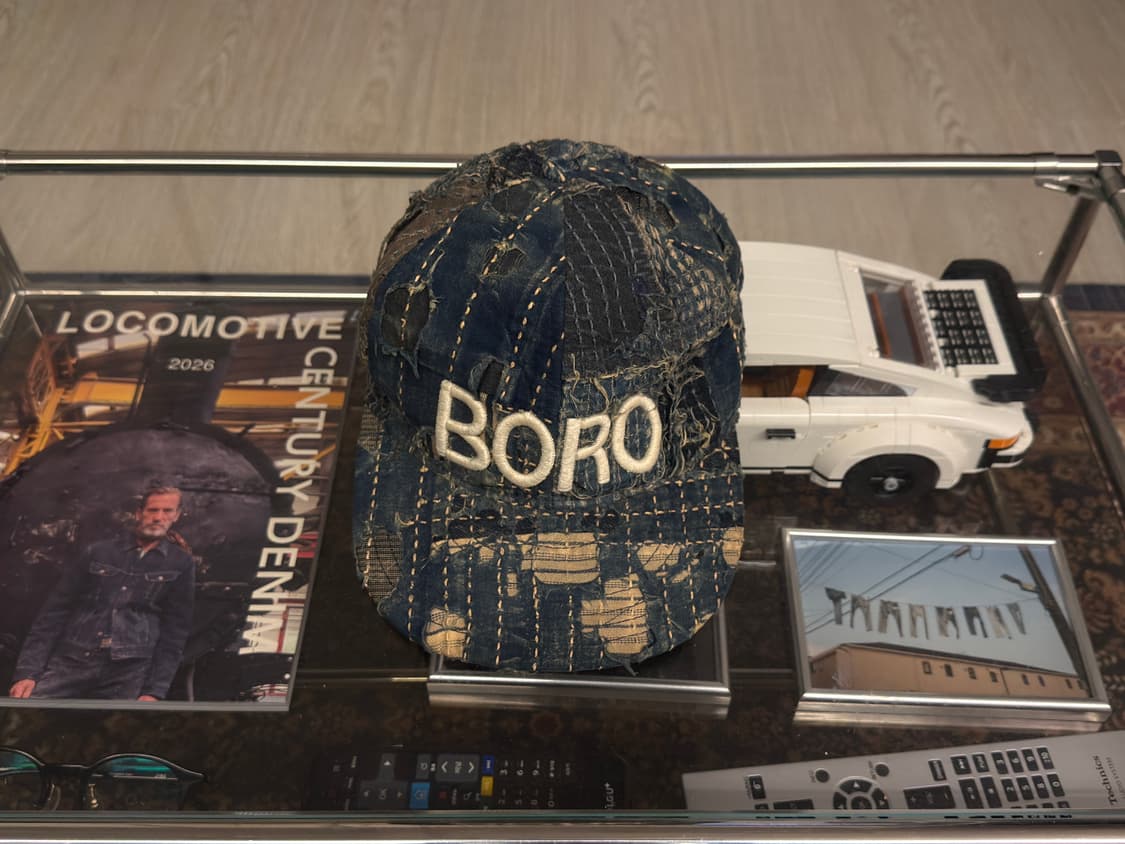 LOCOMOTIVE
2026
CENTURY DENIM
BORO
Technics